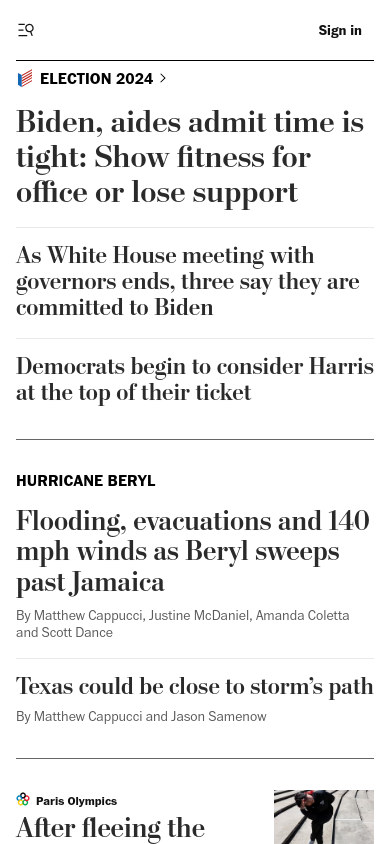 Sign in
ELECTION 2024
Biden, aides admit time is
tight: Show fitness for
office or lose support
As White House meeting with
governors ends, three say they are
committed to Biden
Democrats begin to consider Harris
at the top of their ticket
HURRICANE BERYL
Flooding, evacuations and 140
mph winds as Beryl sweeps
past Jamaica
By Matthew Cappucci, Justine McDaniel, Amanda Coletta
and Scott Dance
Texas could be close to storm’s path
By Matthew Cappucci and Jason Samenow
Paris Olympics
After fleeing the